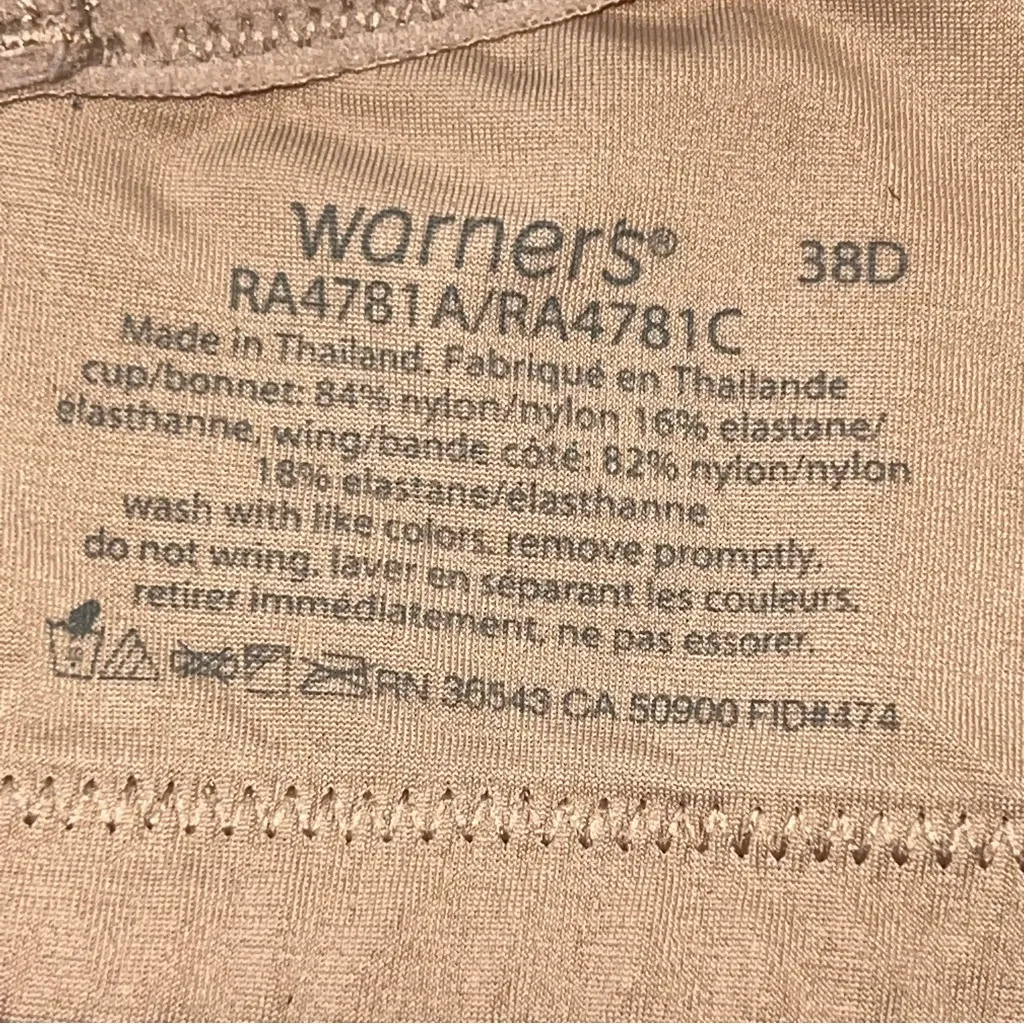 warner's® 38D
RA4781A/RA4781C
Made in Thailand. Fabriqué en Thaïlande
cup/bonnet: 84% nylon/nylon 16% elastane/
élasthanne, wing/bande côté: 82% nylon/nylon
18% elastane/élasthanne
wash with like colors. remove promptly.
do not wring. laver en séparant les couleurs.
retirer immédiatement, ne pas essorer.
RN 36543 CA 50900 FID#474